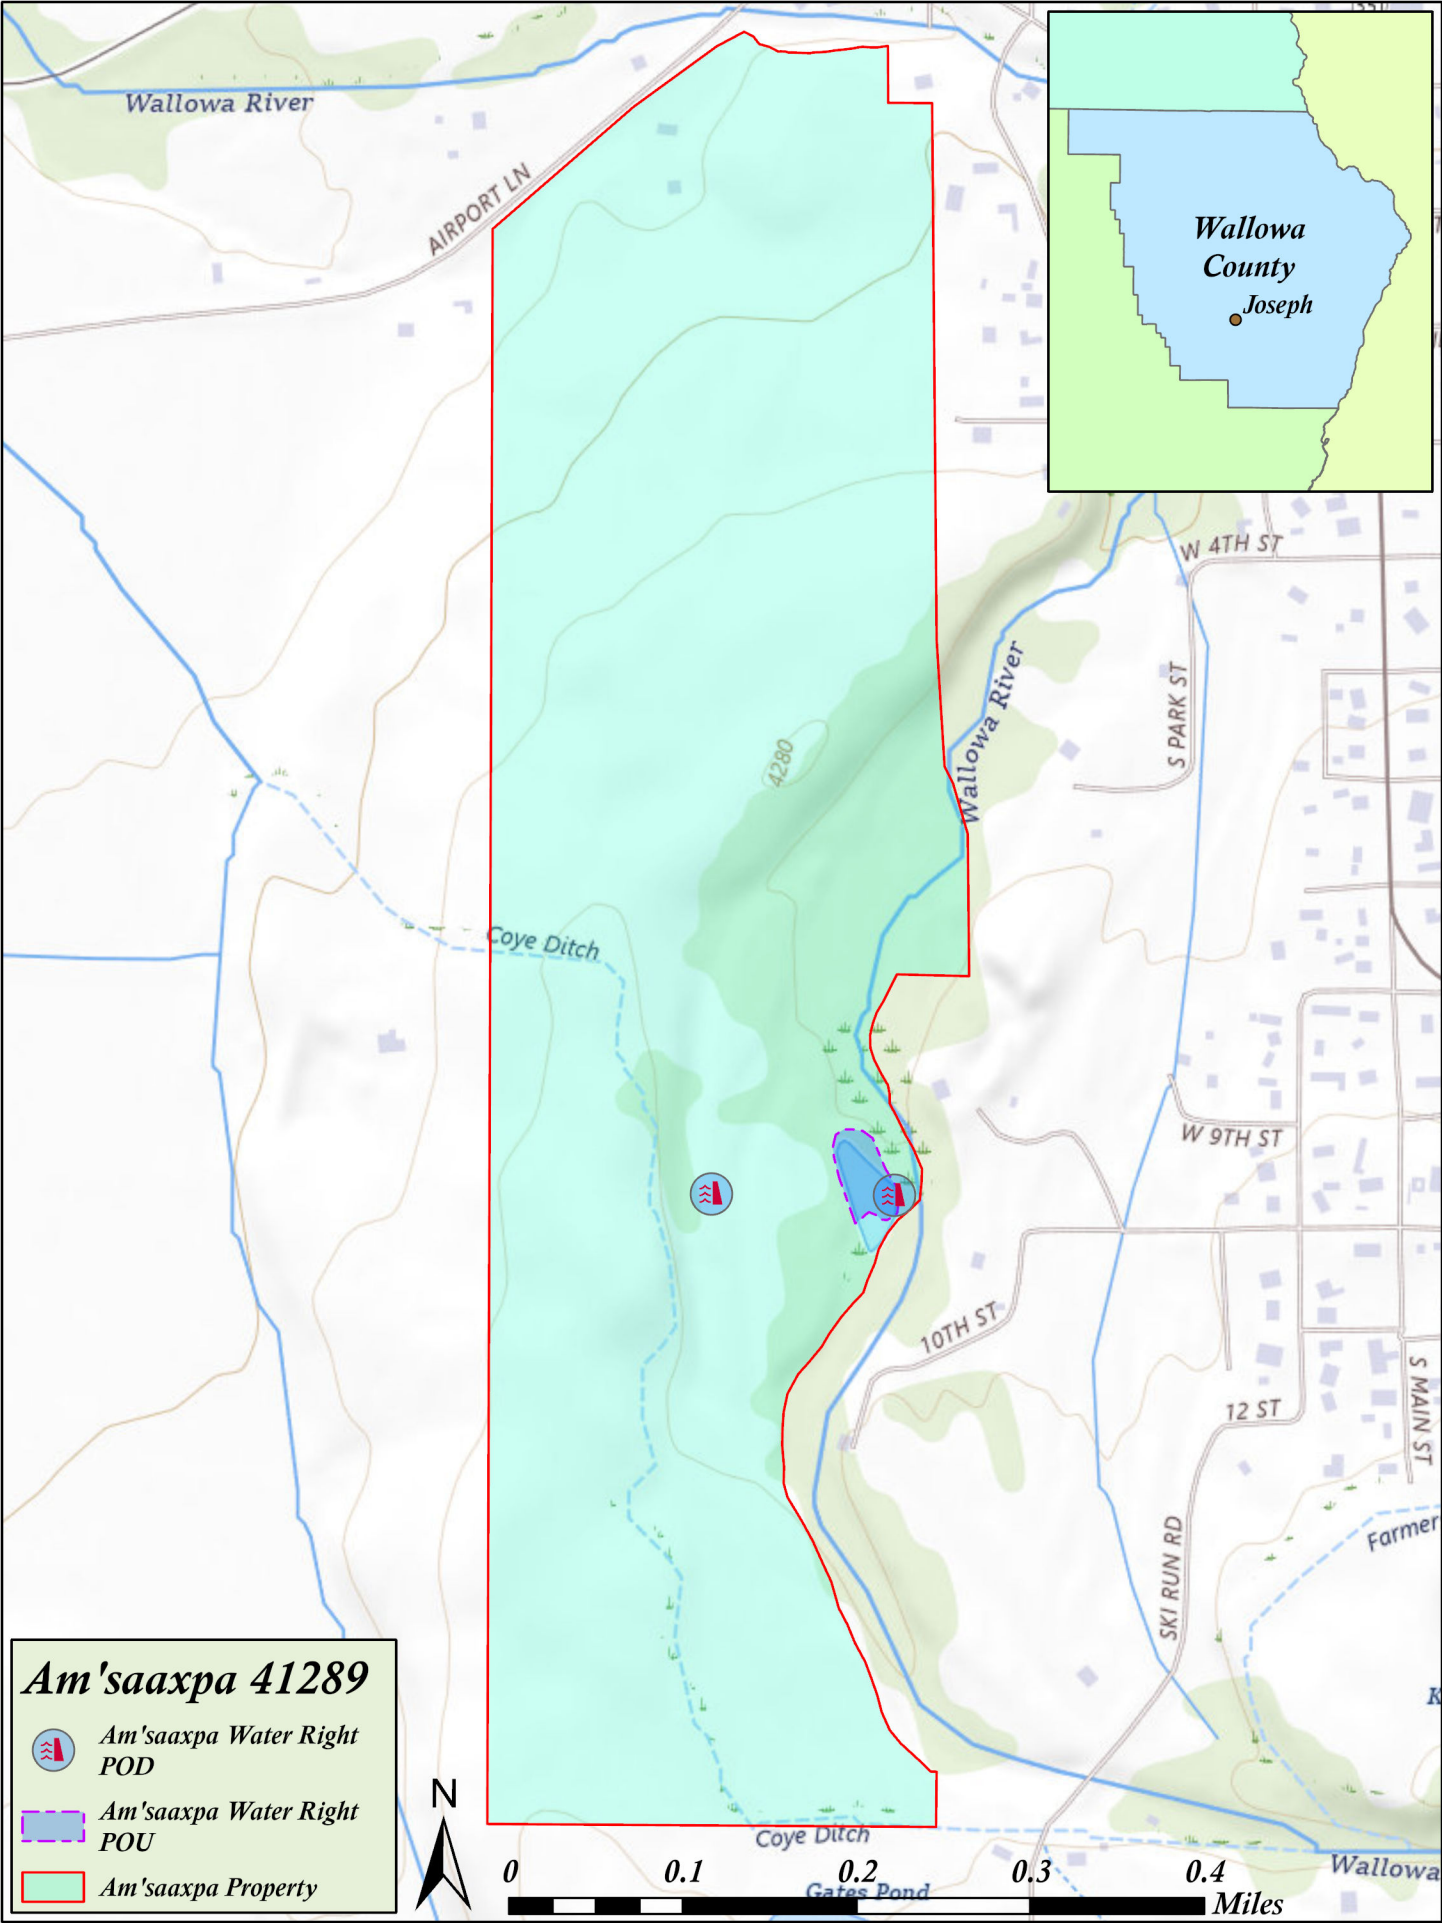 Wallowa River
AIRPORT LN
Wallowa
County
Joseph
W 4TH ST
S PARK ST
Wallowa River
4280
Coye Ditch
W 9TH ST
10TH ST
12 ST
S MAIN ST
SKI RUN RD
Farmer
K
Am'saaxpa 41289
Am'saaxpa Water Right
POD
Am'saaxpa Water Right
POU
Am'saaxpa Property
N
Coye Ditch
Gates Pond
Wallowa
0 0.1 0.2 0.3 0.4
Miles